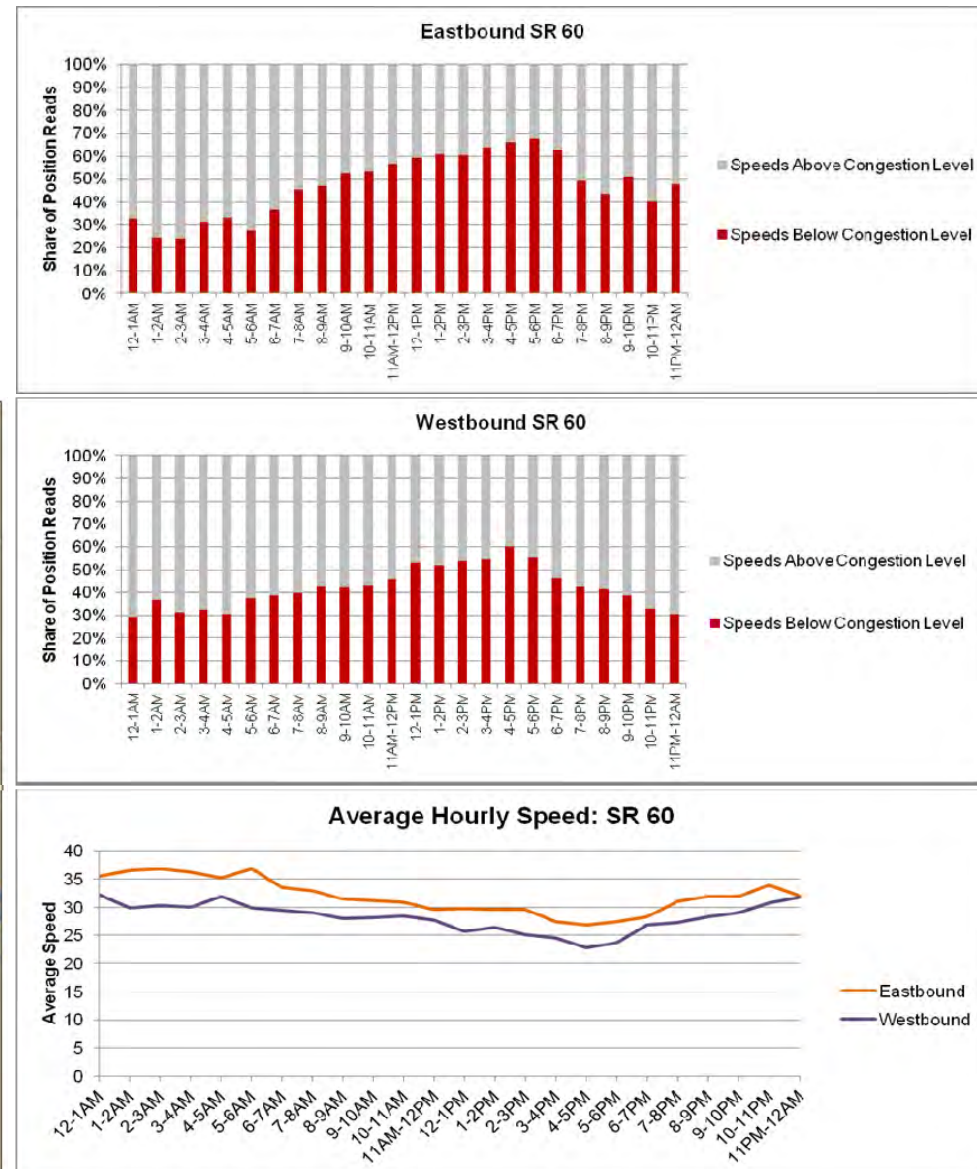 Eastbound SR 60
Share of Position Reads
100%
90%
80%
70%
60%
50%
40%
30%
20%
10%
0%
12-1AM
1-2AM
2-3AM
3-4AM
4-5AM
5-6AM
6-7AM
7-8AM
8-9AM
9-10AM
10-11AM
11AM-12PM
12-1PM
1-2PM
2-3PM
3-4PM
4-5PM
5-6PM
6-7PM
7-8PM
8-9PM
9-10PM
10-11PM
11PM-12AM
Speeds Above Congestion Level
Speeds Below Congestion Level
Westbound SR 60
Share of Position Reads
100%
90%
80%
70%
60%
50%
40%
30%
20%
10%
0%
12-1AM
1-2AM
2-3AM
3-4AM
4-5AM
5-6AM
6-7AM
7-8AM
8-9AM
9-10AM
10-11AM
11AM-12PM
12-1PM
1-2PM
2-3PM
3-4PM
4-5PM
5-6PM
6-7PM
7-8PM
8-9PM
9-10PM
10-11PM
11PM-12AM
Speeds Above Congestion Level
Speeds Below Congestion Level
Average Hourly Speed: SR 60
Average Speed
40
35
30
25
20
15
10
5
0
12-1AM
1-2AM
2-3AM
3-4AM
4-5AM
5-6AM
6-7AM
7-8AM
8-9AM
9-10AM
10-11AM
11AM-12PM
12-1PM
1-2PM
2-3PM
3-4PM
4-5PM
5-6PM
6-7PM
7-8PM
8-9PM
9-10PM
10-11PM
11PM-12AM
Eastbound
Westbound